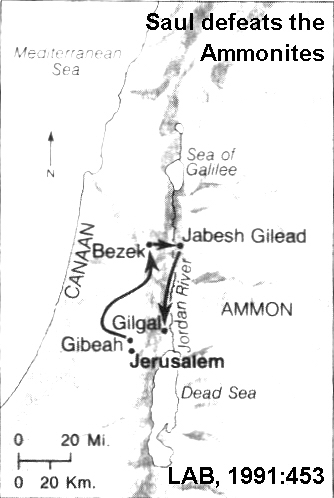 Saul defeats the
Ammonites
Mediterranean
Sea
N
Sea of
Galilee
Jabesh Gilead
Bezek
CANAAN
Jordan River
AMMON
Gilgal
Gibeah
Jerusalem
Dead Sea
0 20 Mi.
0 20 Km.
LAB, 1991:453